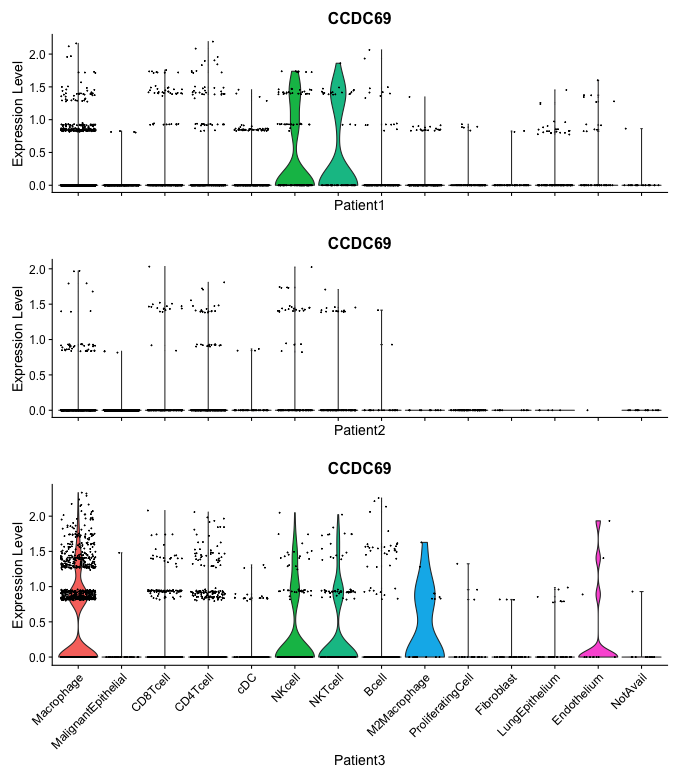 CCDC69
Expression Level
2.0
1.5
1.0
0.5
0.0
Patient1
CCDC69
Expression Level
2.0
1.5
1.0
0.5
0.0
Patient2
CCDC69
Expression Level
2.0
1.5
1.0
0.5
0.0
Macrophage
MalignantEpithelial
CD8Tcell
CD4Tcell
cDC
NKcell
NKTcell
Bcell
M2Macrophage
ProliferatingCell
Fibroblast
LungEpithelium
Endothelium
NotAvail
Patient3